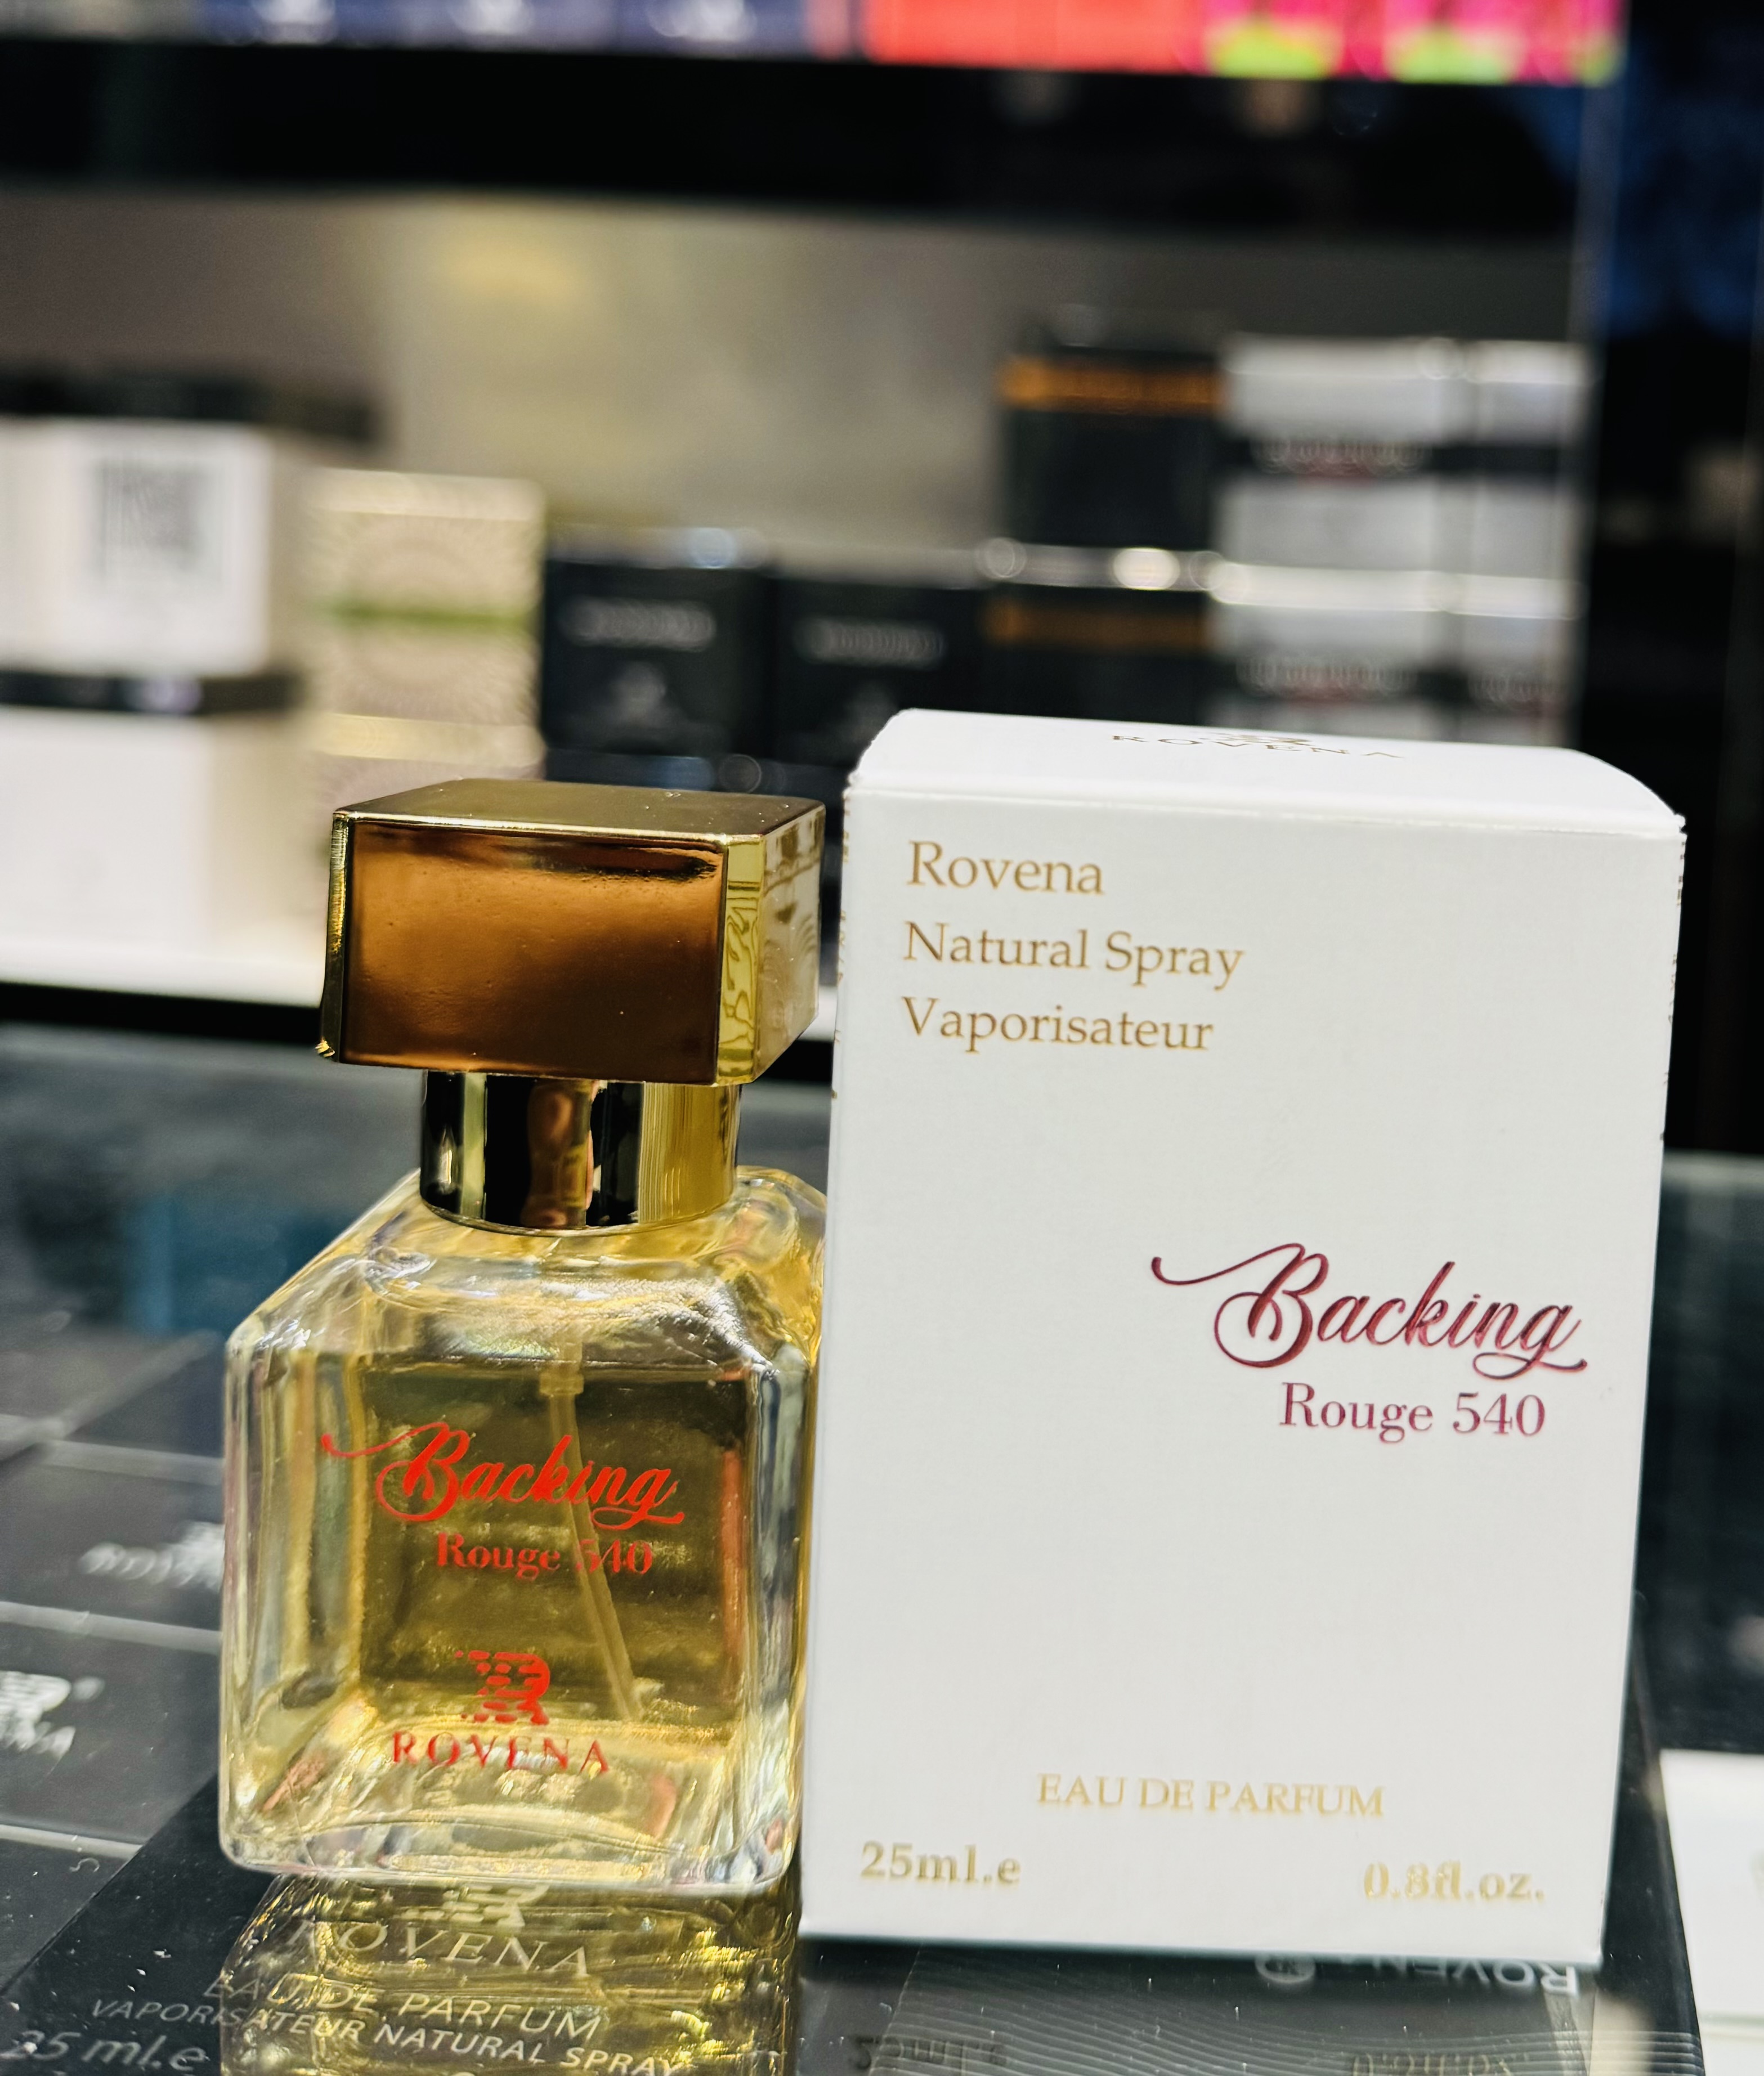 ROVENA
Rovena
Natural Spray
Vaporisateur
Backing
Rouge 540
EAU DE PARFUM
25ml.e
0.8fl.oz.
Backing
Rouge 540
ROVENA
ROVENA
EAU DE PARFUM
VAPORISATEUR NATURAL SPRAY
25 ml.e
ROVENA